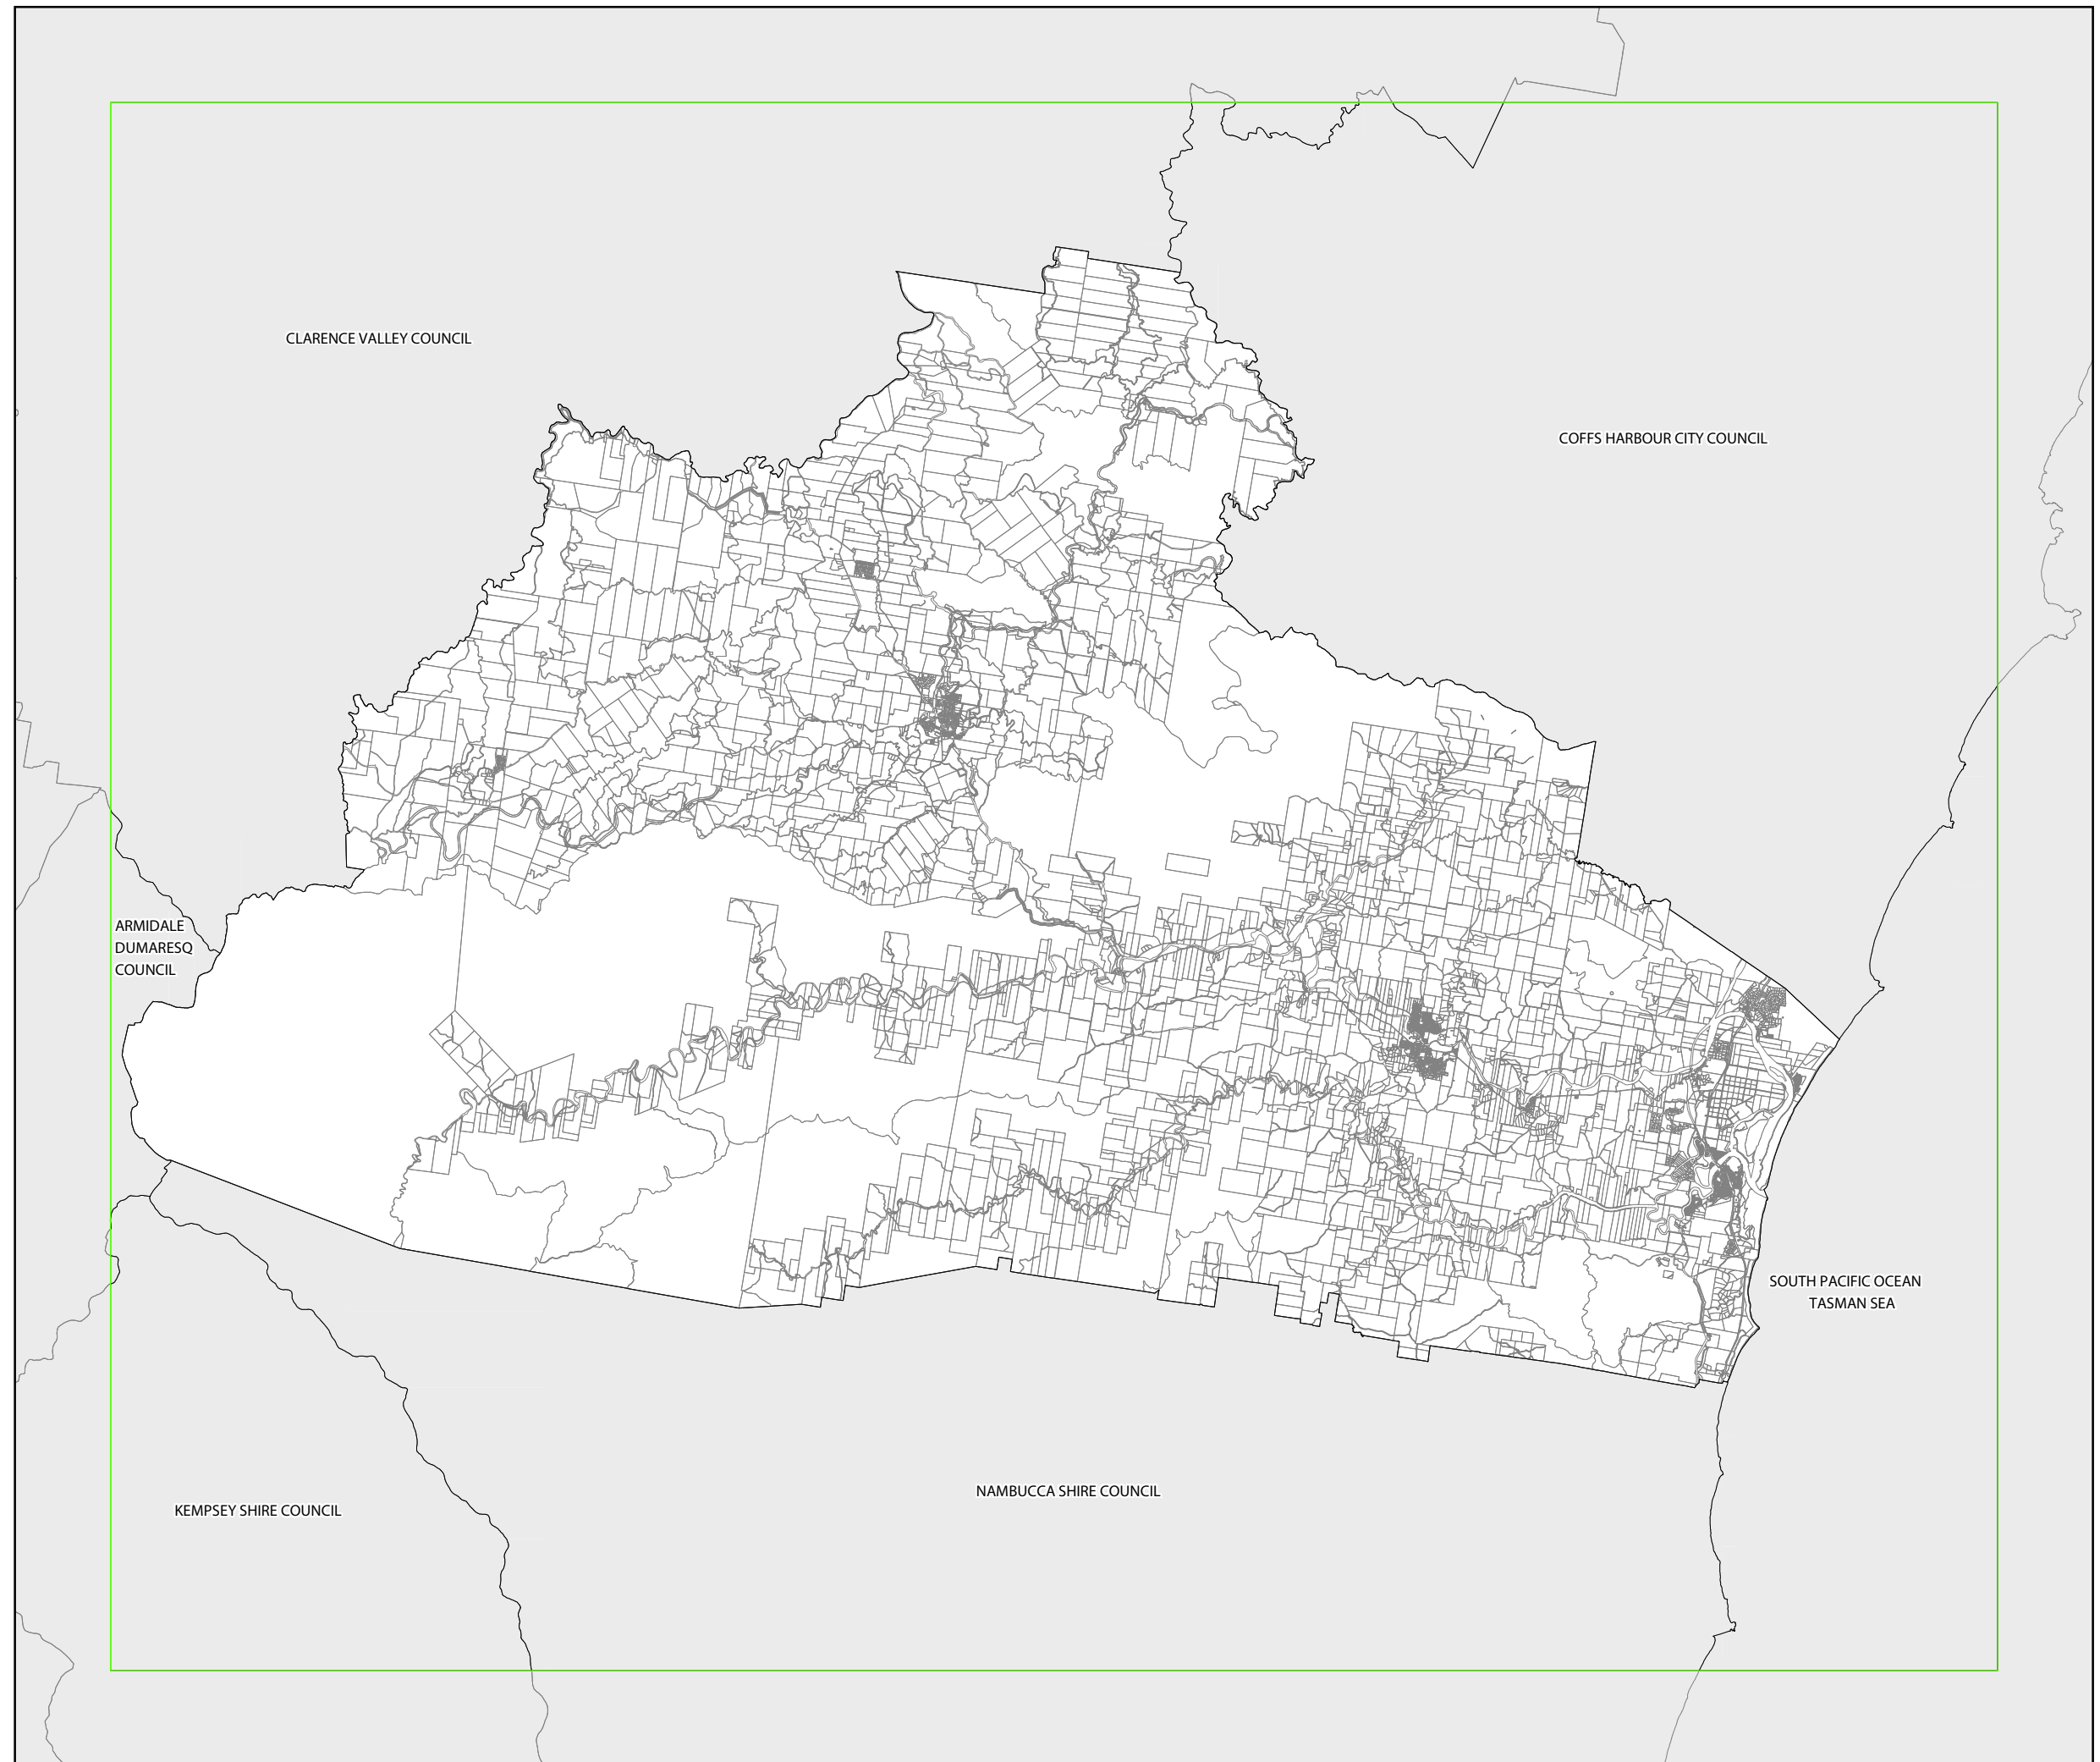 CLARENCE VALLEY COUNCIL
COFFS HARBOUR CITY COUNCIL
ARMIDALE
DUMARESQ
COUNCIL
SOUTH PACIFIC OCEAN
TASMAN SEA
NAMBUCCA SHIRE COUNCIL
KEMPSEY SHIRE COUNCIL